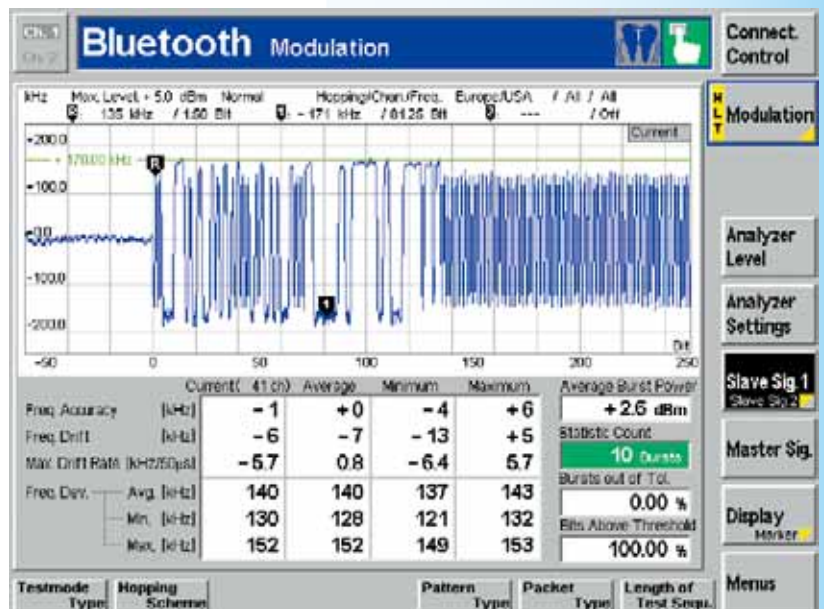 Bluetooth Modulation
Connect. Control
kHz Max. Level: + 5.0 dBm Normal Hopping/Chan./Freq. Europe/USA / All / All
135 kHz / 1.50 Bit 1: - 171 kHz / 81.25 Bit --- / Off
Modulation
Current
+200.0
+ 170.00 kHz
R
+100.0
-100.0
1
-200.0
Bit
-50 0 50 100 150 200 250
Analyzer Level
Analyzer Settings
Slave Sig.1
Slave Sig.2
Master Sig.
Display
Marker
Menus
Current( 41 ch) Average Minimum Maximum Average Burst Power
Freq. Accuracy [kHz] - 1 + 0 - 4 + 6 + 2.6 dBm
Freq. Drift [kHz] - 6 - 7 - 13 + 5 Statistic Count
Max. Drift Rate [kHz/50µs] - 5.7 0.8 - 6.4 5.7 10 Bursts
Bursts out of Tol.
Freq. Dev. Avg. [kHz] 140 140 137 143 0.00 %
Min. [kHz] 130 128 121 132 Bits Above Threshold
Max. [kHz] 152 152 149 153 100.00 %
Testmode Type
Hopping Scheme
Pattern Type
Packet Type
Length of Test Sequ.